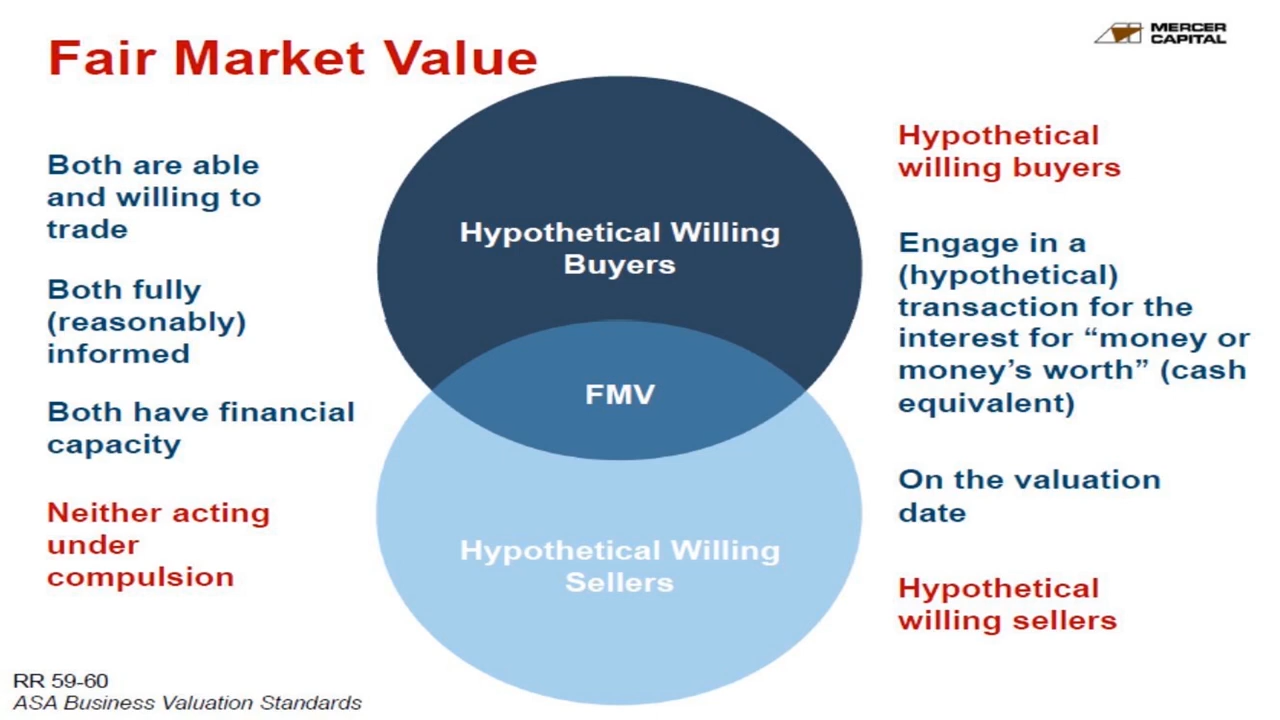 Fair Market Value
MERCER
CAPITAL
Both are able
and willing to
trade
Both fully
(reasonably)
informed
Both have financial
capacity
Neither acting
under
compulsion
Hypothetical Willing
Buyers
FMV
Hypothetical Willing
Sellers
Hypothetical
willing buyers
Engage in a
(hypothetical)
transaction for the
interest for “money or
money’s worth” (cash
equivalent)
On the valuation
date
Hypothetical
willing sellers
RR 59-60
ASA Business Valuation Standards